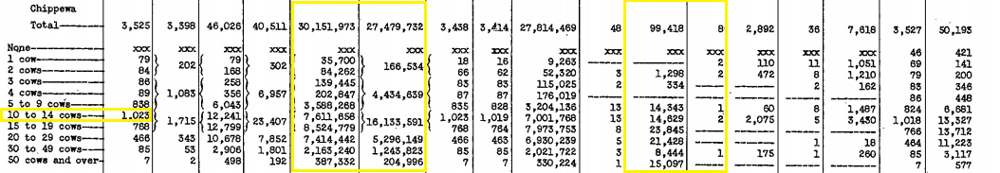 Chippewa
Total 3,525 3,398 46,026 40,511 30,151,973 27,479,732 3,438 3,414 27,814,469 48 99,418 8 2,892 36 7,618 3,527 50,193
None xxx xxx xxx xxx xxx xxx xxx xxx xxx xxx xxx xxx xxx xxx xxx 46 421
1 cow 79 202 79 302 35,700 166,534 18 16 9,263 --- --- 2 110 11 1,051 69 141
2 cows 84 168 84,262 66 62 52,320 3 1,298 2 472 8 1,210 79 200
3 cows 86 258 139,445 83 83 115,025 2 334 --- --- 2 162 83 346
4 cows 89 1,083 356 6,957 202,847 4,434,639 87 87 176,019 --- --- --- --- --- --- 86 448
5 to 9 cows 838 6,043 3,586,268 835 828 3,204,136 13 14,343 1 60 8 1,487 824 6,681
10 to 14 cows 1.023 1,715 12,241 23,407 7,611,658 16,133,591 1,023 1,019 7,001,768 13 14,629 2 2,075 5 3,430 1,018 13,327
15 to 19 cows 768 12,799 8,524,779 768 764 7,973,753 8 23,845 --- --- --- --- 766 13,712
20 to 29 cows 466 343 10,678 7,852 7,414,442 5,296,149 466 463 6,930,239 5 21,428 --- --- 1 18 464 11,223
30 to 49 cows 85 53 2,906 1,801 2,163,240 1,243,823 85 85 2,021,722 3 8,444 1 175 1 260 85 3,117
50 cows and over 7 2 498 192 387,332 204,996 7 7 330,224 1 15,097 --- --- --- --- 7 577